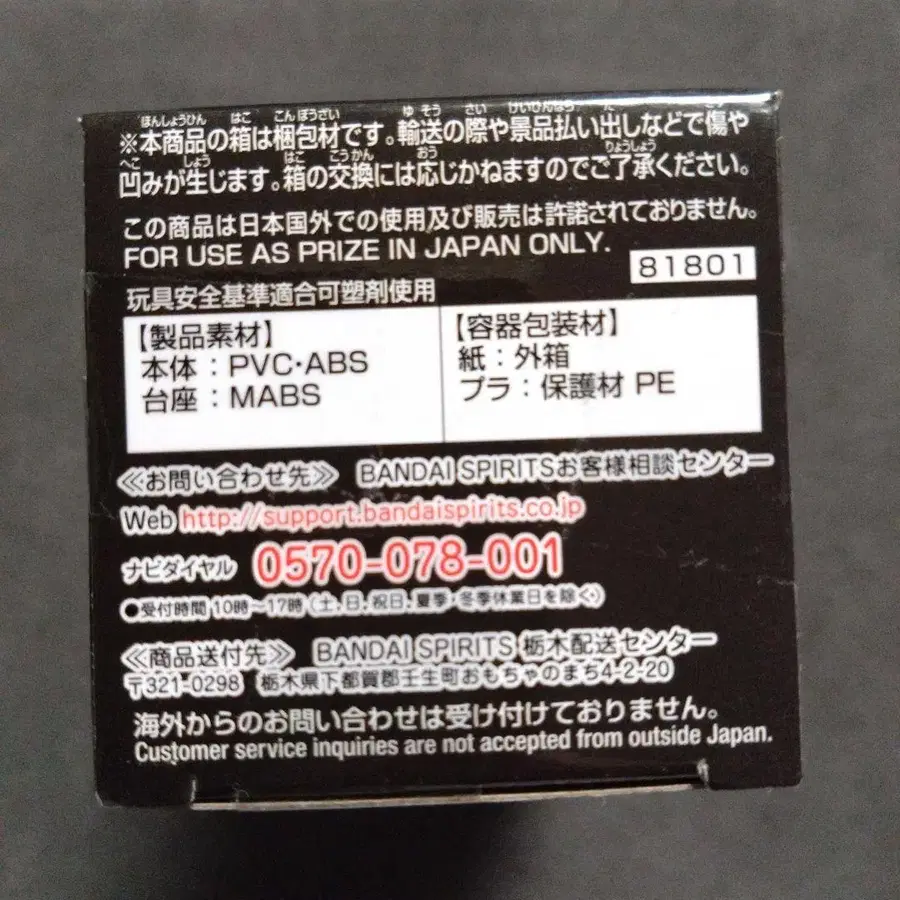 ※本商品の箱は梱包材です。輸送の際や景品払い出しなどで傷や
凹みが生じます。箱の交換には応じかねますのでご了承ください。
この商品は日本国外での使用及び販売は許諾されておりません。
FOR USE AS PRIZE IN JAPAN ONLY.
81801
玩具安全基準適合可塑剤使用
【製品素材】
本体：PVC・ABS
台座：MABS
【容器包装材】
紙：外箱
プラ：保護材 PE
≪お問い合わせ先≫ BANDAI SPIRITSお客様相談センター
Web http://support.bandaispirits.co.jp
ナビダイヤル 0570-078-001
●受付時間 10時～17時（土、日、祝日、夏季・冬季休業日を除く）
≪商品送付先≫ BANDAI SPIRITS 栃木配送センター
〒321-0298 栃木県下都賀郡壬生町おもちゃのまち4-2-20
海外からのお問い合わせは受け付けておりません。
Customer service inquiries are not accepted from outside Japan.